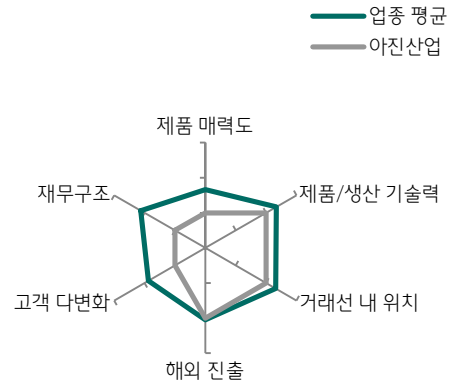 업종 평균
아진산업
제품 매력도
재무구조
제품/생산 기술력
고객 다변화
거래선 내 위치
해외 진출